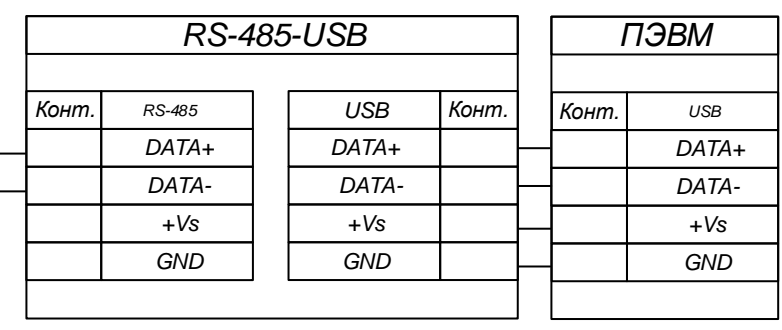 RS-485-USB ПЭВМ
Конт. RS-485 USB Конт. Конт. USB
DATA+ DATA+ DATA+
DATA- DATA- DATA-
+Vs +Vs +Vs
GND GND GND